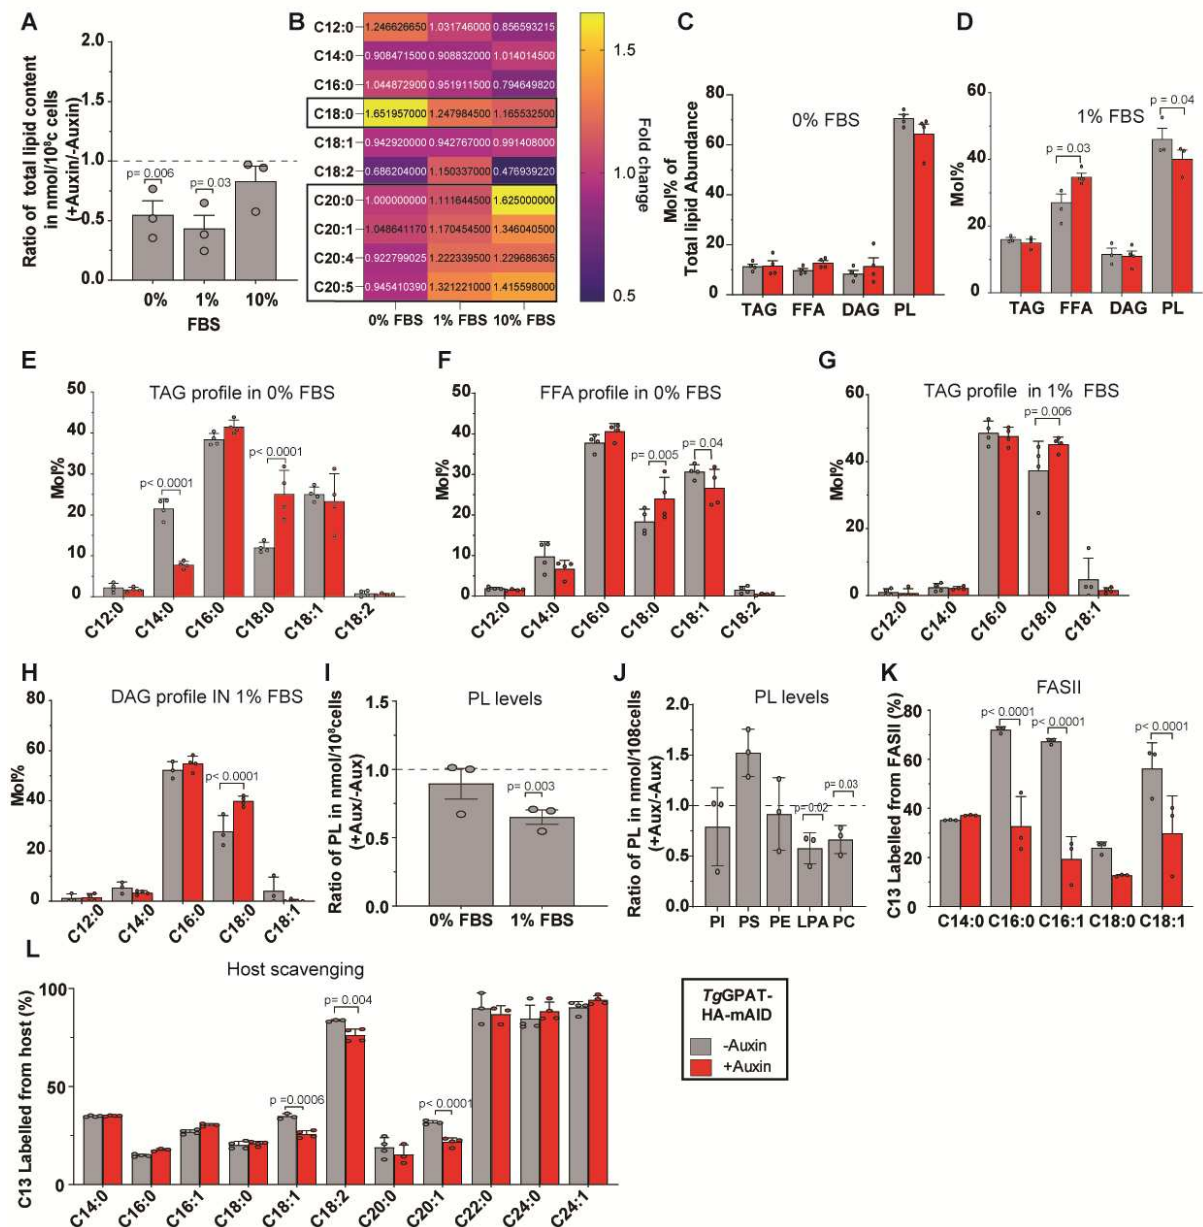 A
Ratio of total lipid content
in nmol/10⁸c cells
(+Auxin/-Auxin)
2.0
1.5
1.0
0.5
0.0
p= 0.006
p= 0.03
0%
1%
10%
FBS
B
C12:0 1.246626650 1.031746000 0.856593215
C14:0 0.908471500 0.908832000 1.014014500
C16:0 1.044872900 0.951911500 0.794649820
C18:0 1.651957000 1.247984500 1.165532500
C18:1 0.942920000 0.942767000 0.991408000
C18:2 0.686204000 1.150337000 0.476939220
C20:0 1.000000000 1.111644500 1.625000000
C20:1 1.048641170 1.170454500 1.346040500
C20:4 0.922799025 1.222339500 1.229686365
C20:5 0.945410390 1.321221000 1.415598000
0% FBS 1% FBS 10% FBS
1.5
1.0
0.5
Fold change
C
0% FBS
Mol% of
Total lipid Abundance
80
60
40
20
10
0
TAG FFA DAG PL
D
1% FBS
Mol%
60
40
20
0
p = 0.03
p = 0.04
TAG FFA DAG PL
E
TAG profile in 0% FBS
Mol%
50
40
30
20
10
0
p< 0.0001
p< 0.0001
C12:0 C14:0 C16:0 C18:0 C18:1 C18:2
F
FFA profile in 0% FBS
Mol%
50
40
30
20
10
0
p= 0.005
p= 0.04
C12:0 C14:0 C16:0 C18:0 C18:1 C18:2
G
TAG profile in 1% FBS
60
40
20
0
p= 0.006
C12:0 C14:0 C16:0 C18:0 C18:1
H
DAG profile IN 1% FBS
Mol%
80
60
40
20
0
p< 0.0001
C12:0 C14:0 C16:0 C18:0 C18:1
I
PL levels
Ratio of PL in nmol/10⁸cells
(+Aux/-Aux)
1.5
1.0
0.5
0.0
p= 0.003
0% FBS 1% FBS
J
PL levels
Ratio of PL in nmol/108cells
(+Aux/-Aux)
2.0
1.5
1.0
0.5
0.0
p= 0.02
p= 0.03
PI PS PE LPA PC
K
FASII
C13 Labelled from FASII (%)
80
60
40
20
0
p< 0.0001
p< 0.0001
p< 0.0001
C14:0 C16:0 C16:1 C18:0 C18:1
L
Host scavenging
C13 Labelled from host (%)
100
50
0
p =0.0006
p= 0.004
p< 0.0001
C14:0 C16:0 C16:1 C18:0 C18:1 C18:2 C20:0 C20:1 C22:0 C24:0 C24:1
TgGPAT-
HA-mAID
-Auxin
+Auxin